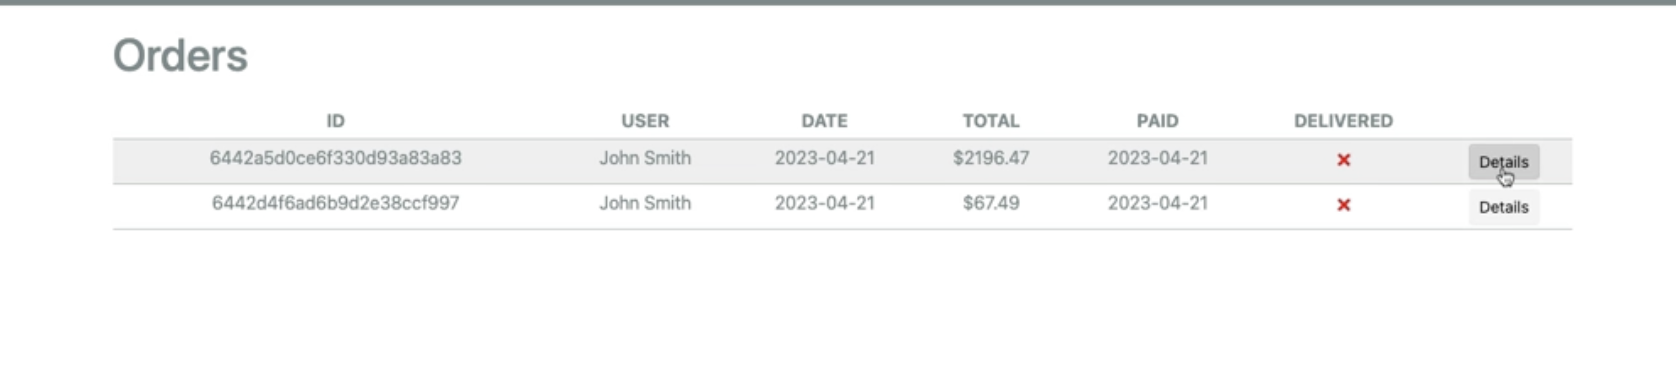 Orders
ID USER DATE TOTAL PAID DELIVERED
6442a5d0ce6f330d93a83a83 John Smith 2023-04-21 $2196.47 2023-04-21 Details
6442d4f6ad6b9d2e38ccf997 John Smith 2023-04-21 $67.49 2023-04-21 Details